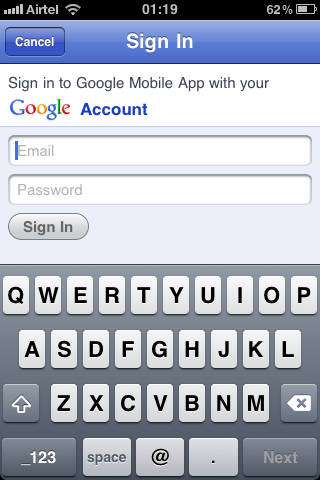 Airtel 01:19 62%
Cancel Sign In
Sign in to Google Mobile App with your
Google Account
Email
Password
Sign In
Q W E R T Y U I O P
A S D F G H J K L
Z X C V B N M
_123 space @ . Next